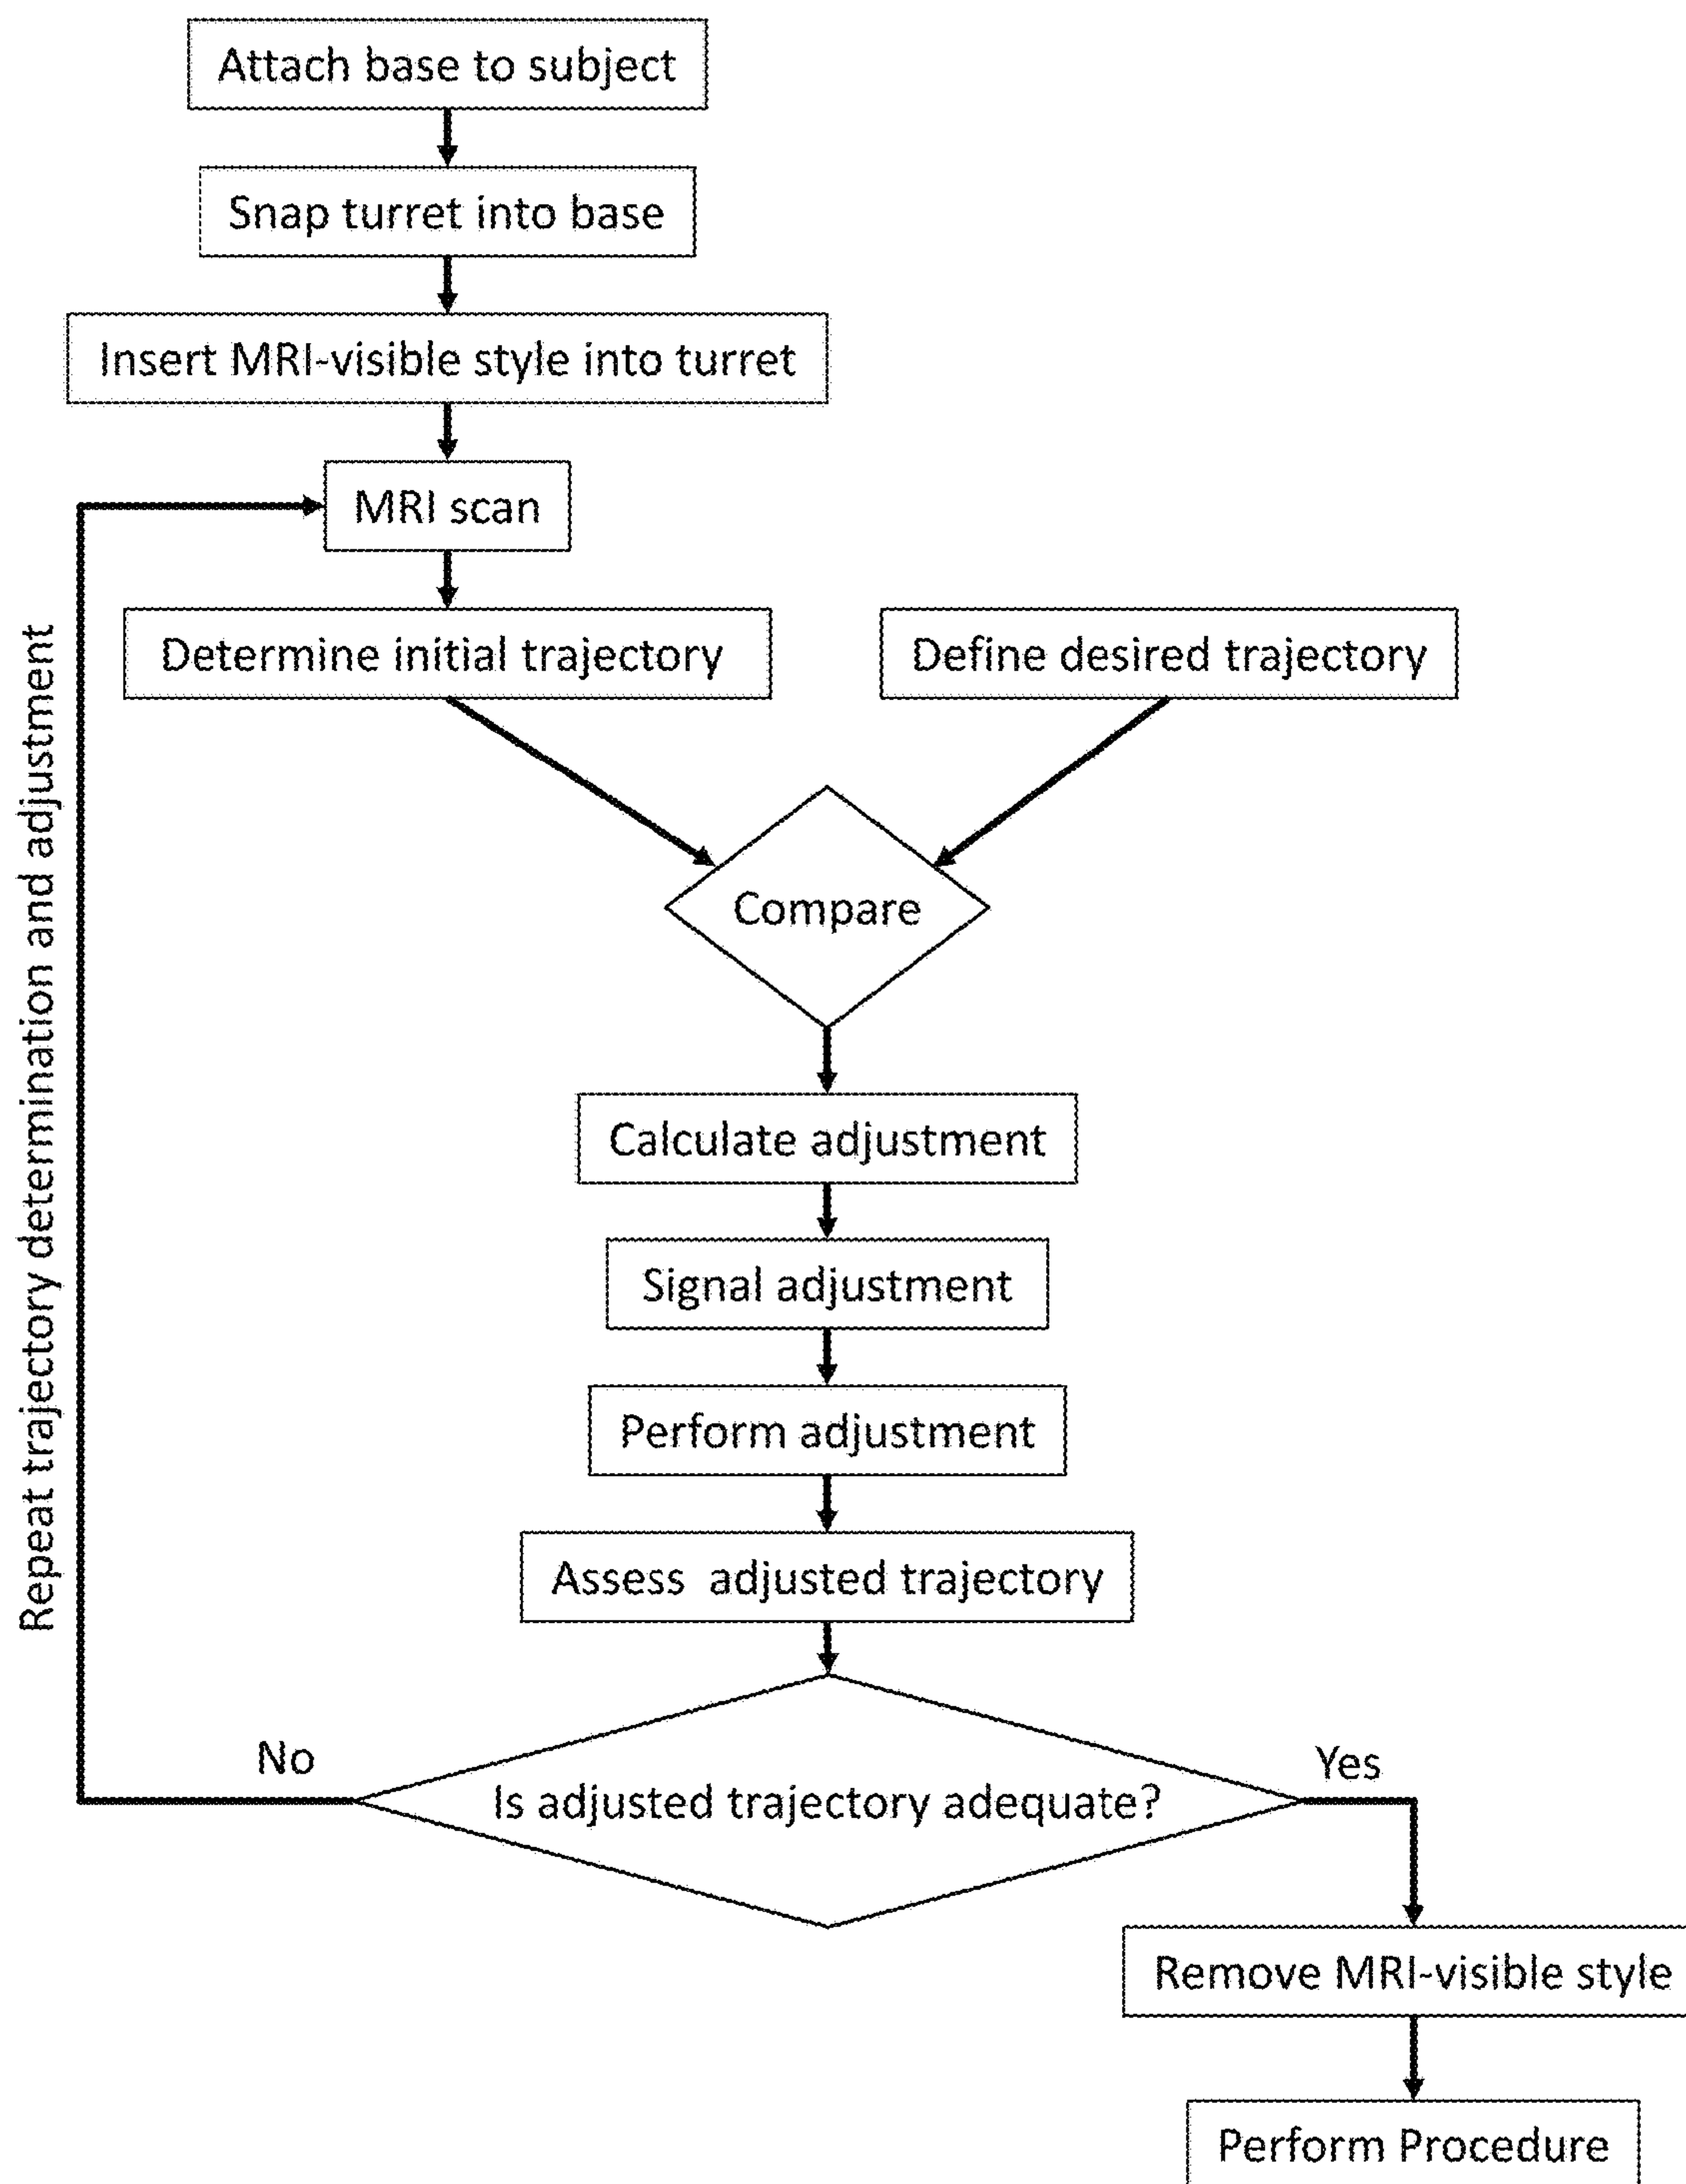 Attach base to subject
Snap turret into base
Insert MRI-visible style into turret
MRI scan
Determine initial trajectory
Define desired trajectory
Compare
Calculate adjustment
Signal adjustment
Perform adjustment
Assess adjusted trajectory
Is adjusted trajectory adequate?
No
Repeat trajectory determination and adjustment
Yes
Remove MRI-visible style
Perform Procedure